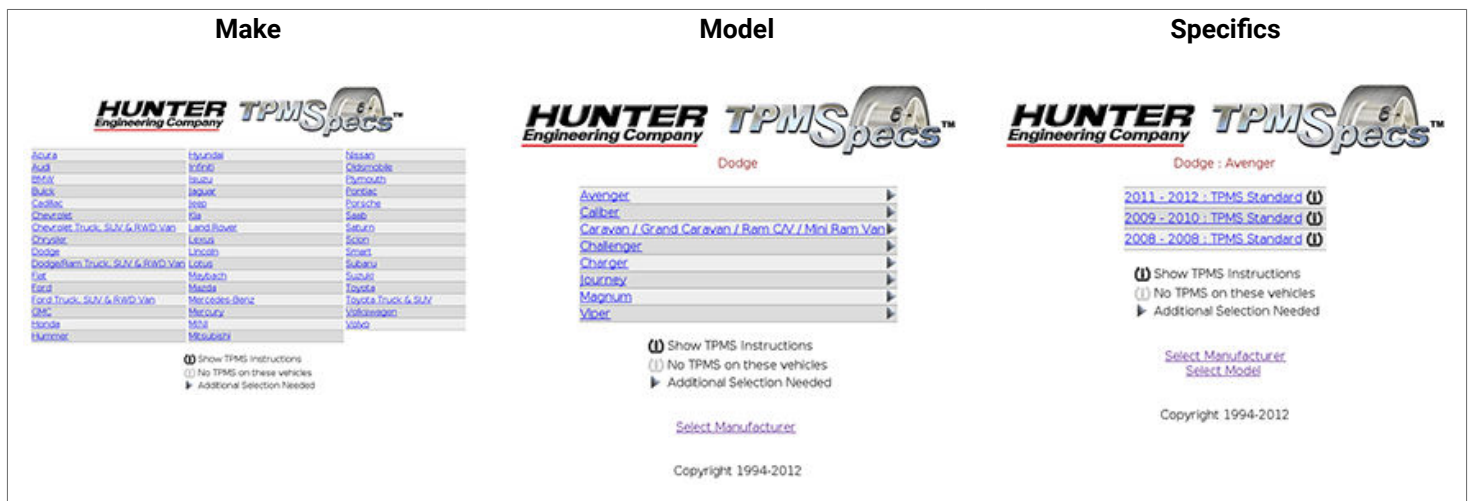 Make
HUNTER
Engineering Company
TPMSpecs™
Acura Hyundai Nissan
Audi Infiniti Oldsmobile
BMW Isuzu Plymouth
Buick Jaguar Pontiac
Cadillac Jeep Porsche
Chevrolet Kia Saab
Chevrolet Truck, SUV & RWD Van Land Rover Saturn
Chrysler Lexus Scion
Dodge Lincoln Smart
Dodge/Ram Truck, SUV & RWD Van Lotus Subaru
Fiat Maybach Suzuki
Ford Mazda Toyota
Ford Truck, SUV & RWD Van Mercedes-Benz Toyota Truck & SUV
GMC Mercury Volkswagen
Honda MINI Volvo
Hummer Mitsubishi
(!) Show TPMS Instructions
(!) No TPMS on these vehicles
Additional Selection Needed
Model
HUNTER
Engineering Company
TPMSpecs™
Dodge
Avenger
Caliber
Caravan / Grand Caravan / Ram C/V / Mini Ram Van
Challenger
Charger
Journey
Magnum
Viper
(!) Show TPMS Instructions
(!) No TPMS on these vehicles
Additional Selection Needed
Select Manufacturer
Copyright 1994-2012
Specifics
HUNTER
Engineering Company
TPMSpecs™
Dodge : Avenger
2011 - 2012 : TPMS Standard (!)
2009 - 2010 : TPMS Standard (!)
2008 - 2008 : TPMS Standard (!)
(!) Show TPMS Instructions
(!) No TPMS on these vehicles
Additional Selection Needed
Select Manufacturer
Select Model
Copyright 1994-2012